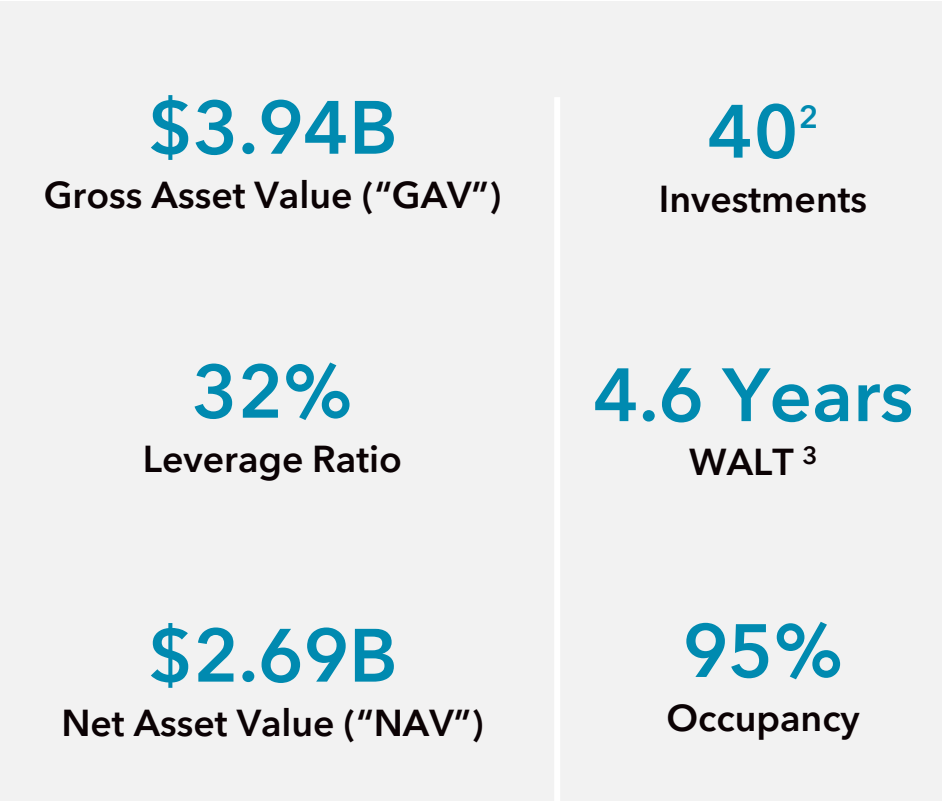 $3.94B
Gross Asset Value (“GAV”)
32%
Leverage Ratio
$2.69B
Net Asset Value (“NAV”)
40²
Investments
4.6 Years
WALT ³
95%
Occupancy